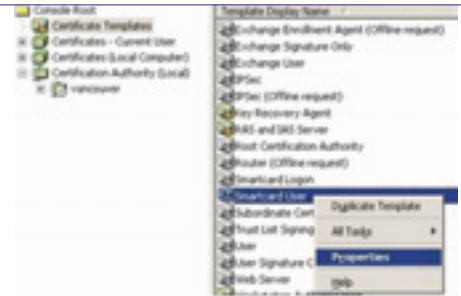 Console Root
Certificate Templates
Certificates - Current User
Certificates (Local Computer)
Certification Authority (Local)
vancouver
Template Display Name
Exchange Enrollment Agent (Offline request)
Exchange Signature Only
Exchange User
IPSec
IPSec (Offline request)
Key Recovery Agent
RAS and IAS Server
Root Certification Authority
Router (Offline request)
Smartcard Logon
Smartcard User
Subordinate Cert
Trust List Signing
User
User Signature C
Web Server
Duplicate Template
All Tasks
Properties
Help